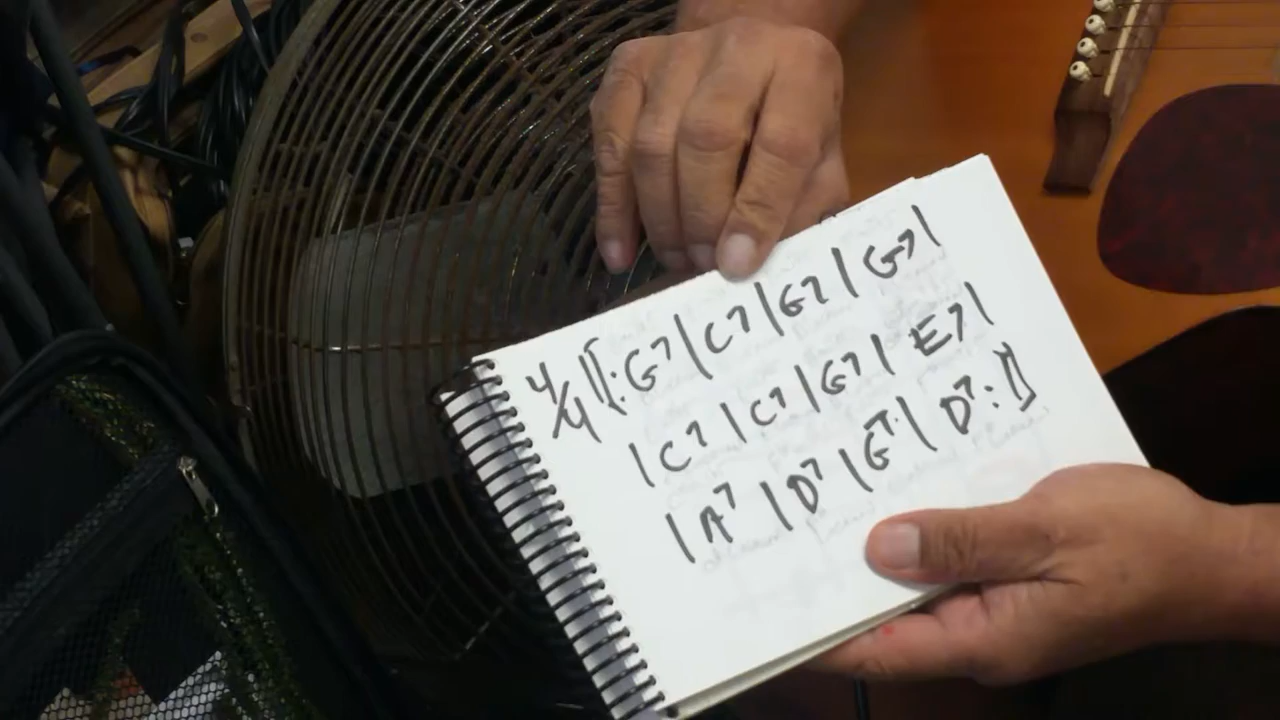 4/4 ‖: G7 | C7 | G7 | G7 |
| C7 | C7 | G7 | E7 |
| A7 | D7 | G7 | D7 :‖